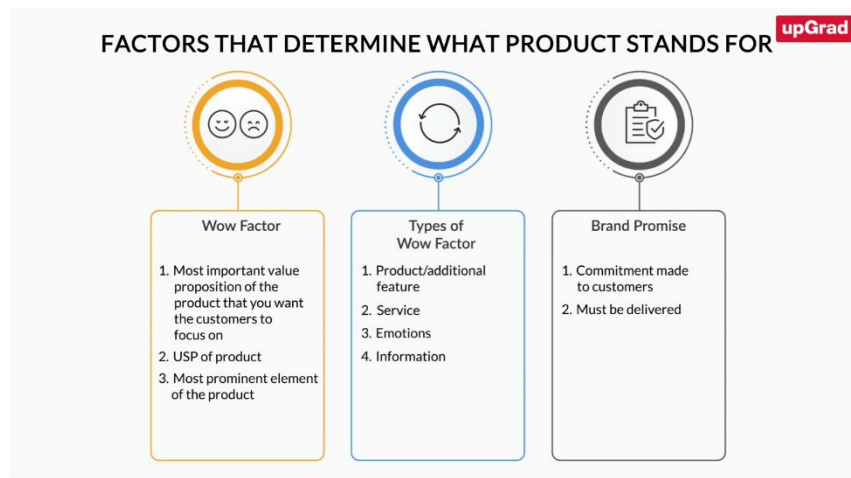 upGrad
FACTORS THAT DETERMINE WHAT PRODUCT STANDS FOR
Wow Factor
1. Most important value
proposition of the
product that you want
the customers to
focus on
2. USP of product
3. Most prominent element
of the product
Types of
Wow Factor
1. Product/additional
feature
2. Service
3. Emotions
4. Information
Brand Promise
1. Commitment made
to customers
2. Must be delivered